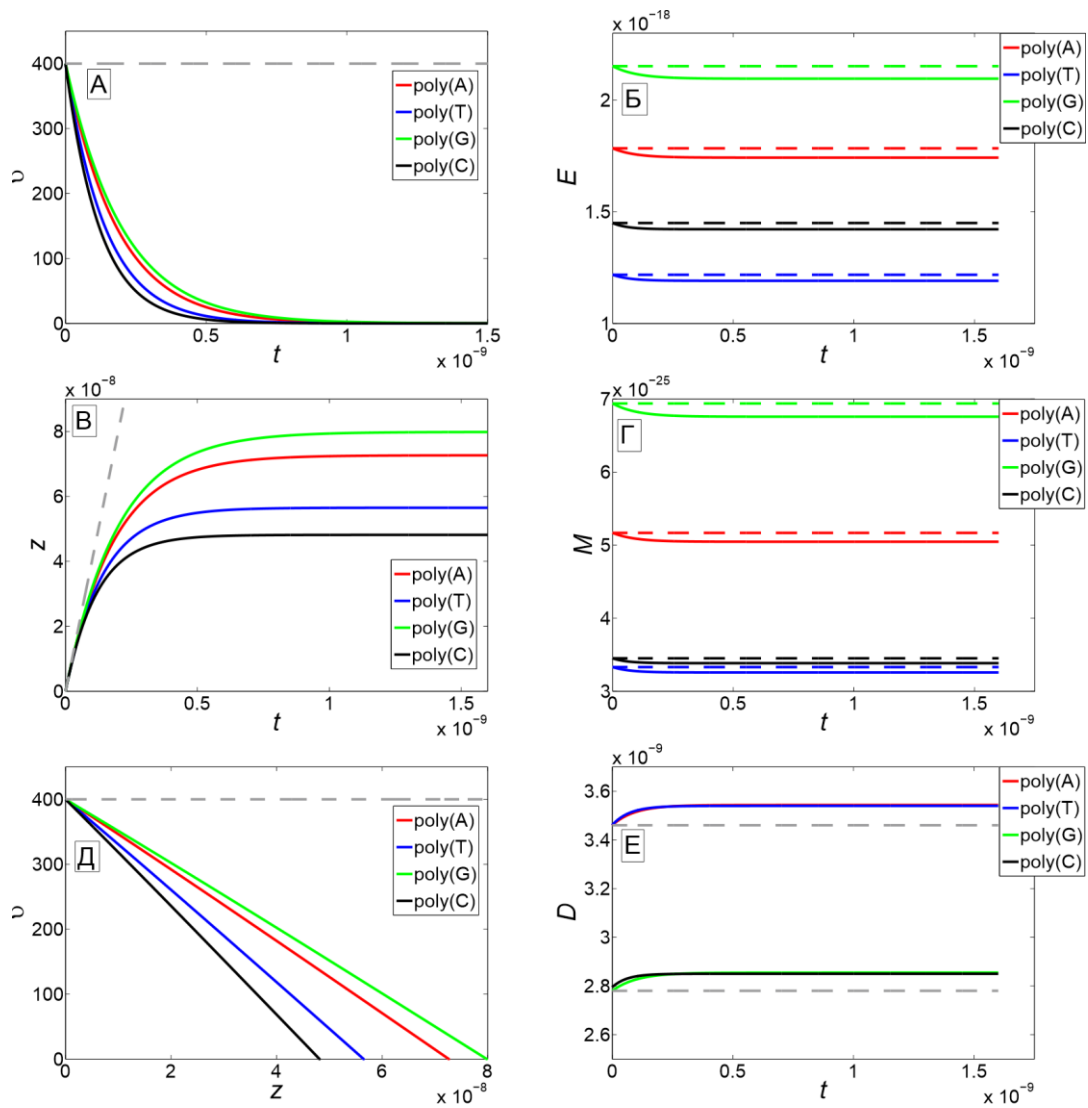 400
300
200
100
0
υ
А
poly(A)
poly(T)
poly(G)
poly(C)
0 0.5 1 1.5
t
x 10⁻⁹
x 10⁻¹⁸
2
1.5
1
E
Б
poly(A)
poly(T)
poly(G)
poly(C)
0 0.5 1 1.5
t
x 10⁻⁹
x 10⁻⁸
8
6
4
2
0
z
В
poly(A)
poly(T)
poly(G)
poly(C)
0 0.5 1 1.5
t
x 10⁻⁹
x 10⁻²⁵
7
6
5
4
3
M
Г
poly(A)
poly(T)
poly(G)
poly(C)
0 0.5 1 1.5
t
x 10⁻⁹
400
300
200
100
0
υ
Д
poly(A)
poly(T)
poly(G)
poly(C)
0 2 4 6 8
z
x 10⁻⁸
x 10⁻⁹
3.6
3.4
3.2
3
2.8
2.6
D
Е
poly(A)
poly(T)
poly(G)
poly(C)
0 0.5 1 1.5
t
x 10⁻⁹